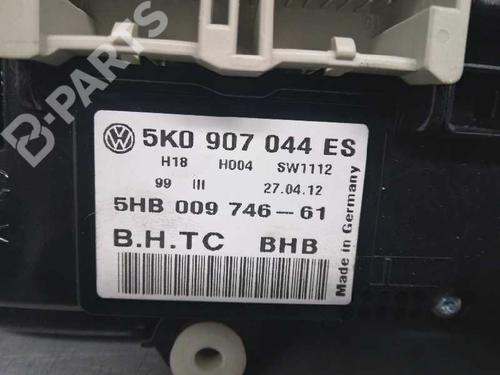 B-PARTS
5K0 907 044 ES
H18 H004 SW1112
99 III 27.04.12
5HB 009 746-61
B.H.TC BHB
Made in Germany